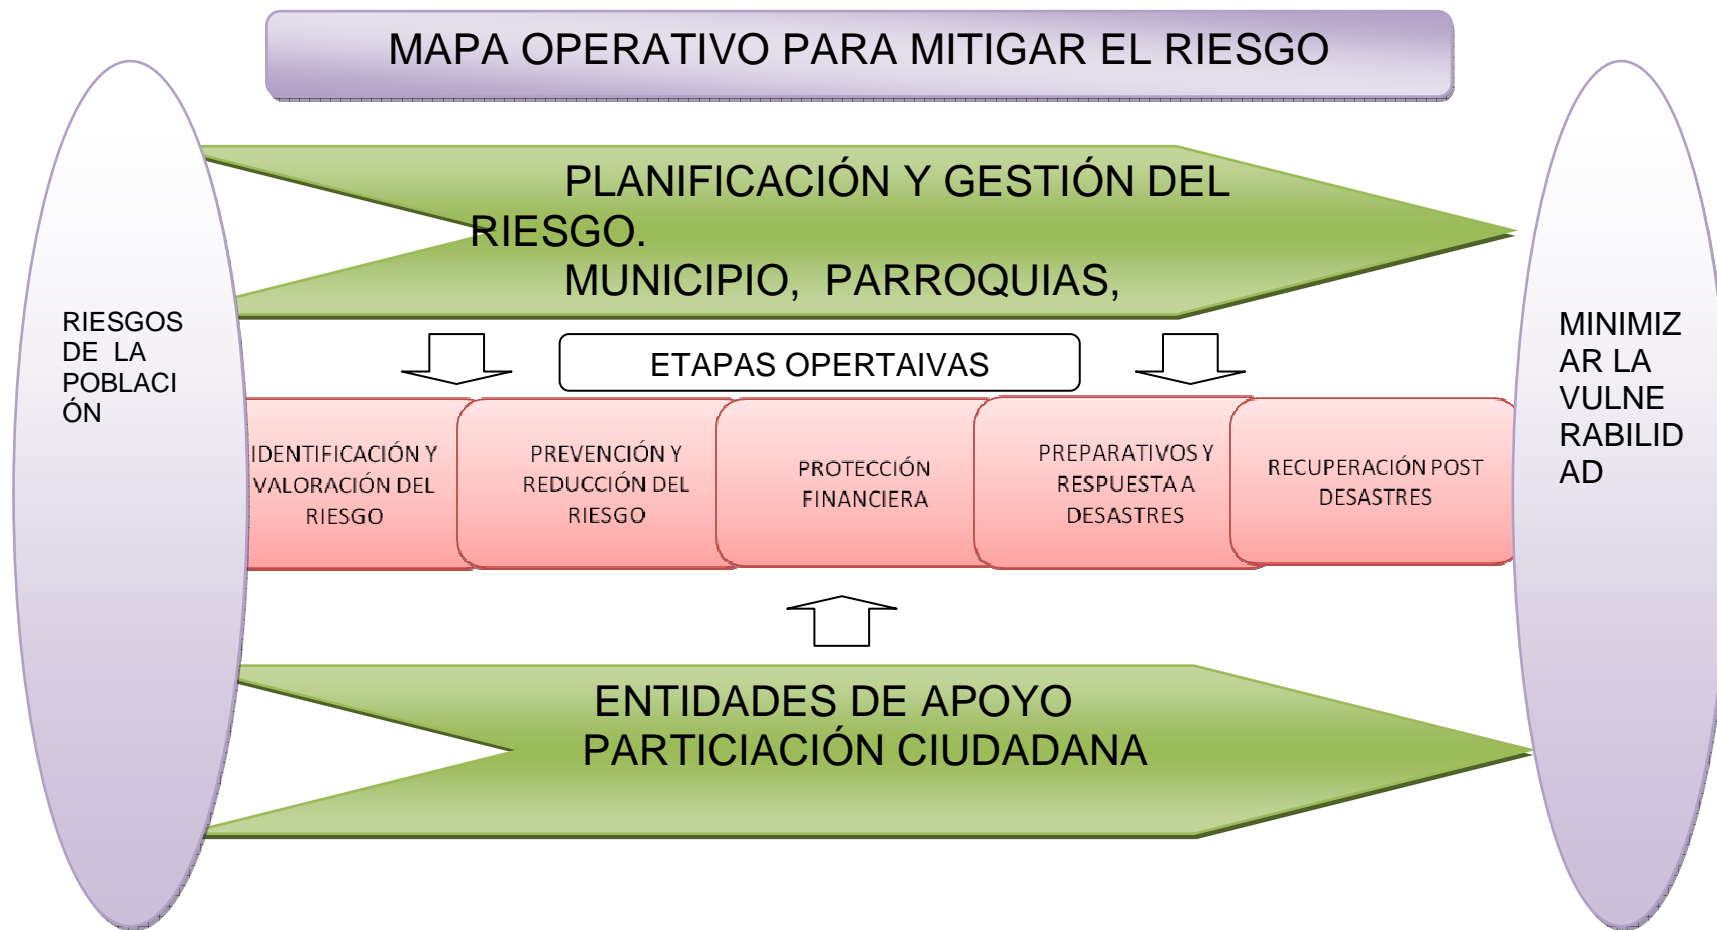 MAPA OPERATIVO PARA MITIGAR EL RIESGO
PLANIFICACIÓN Y GESTIÓN DEL
RIESGO.
MUNICIPIO, PARROQUIAS,
RIESGOS
DE LA
POBLACI
ÓN
ETAPAS OPERTAIVAS
IDENTIFICACIÓN Y
VALORACIÓN DEL
RIESGO
PREVENCIÓN Y
REDUCCIÓN DEL
RIESGO
PROTECCIÓN
FINANCIERA
PREPARATIVOS Y
RESPUESTA A
DESASTRES
RECUPERACIÓN POST
DESASTRES
MINIMIZ
AR LA
VULNE
RABILID
AD
ENTIDADES DE APOYO
PARTICIACIÓN CIUDADANA